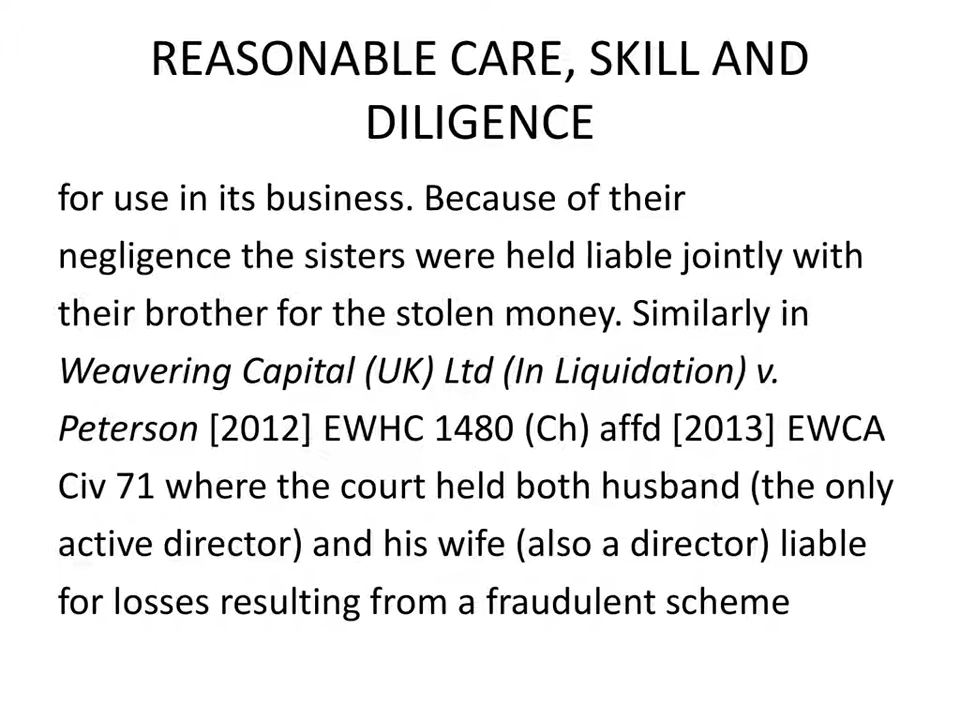 REASONABLE CARE, SKILL AND
DILIGENCE
for use in its business. Because of their
negligence the sisters were held liable jointly with
their brother for the stolen money. Similarly in
Weavering Capital (UK) Ltd (In Liquidation) v.
Peterson [2012] EWHC 1480 (Ch) affd [2013] EWCA
Civ 71 where the court held both husband (the only
active director) and his wife (also a director) liable
for losses resulting from a fraudulent scheme